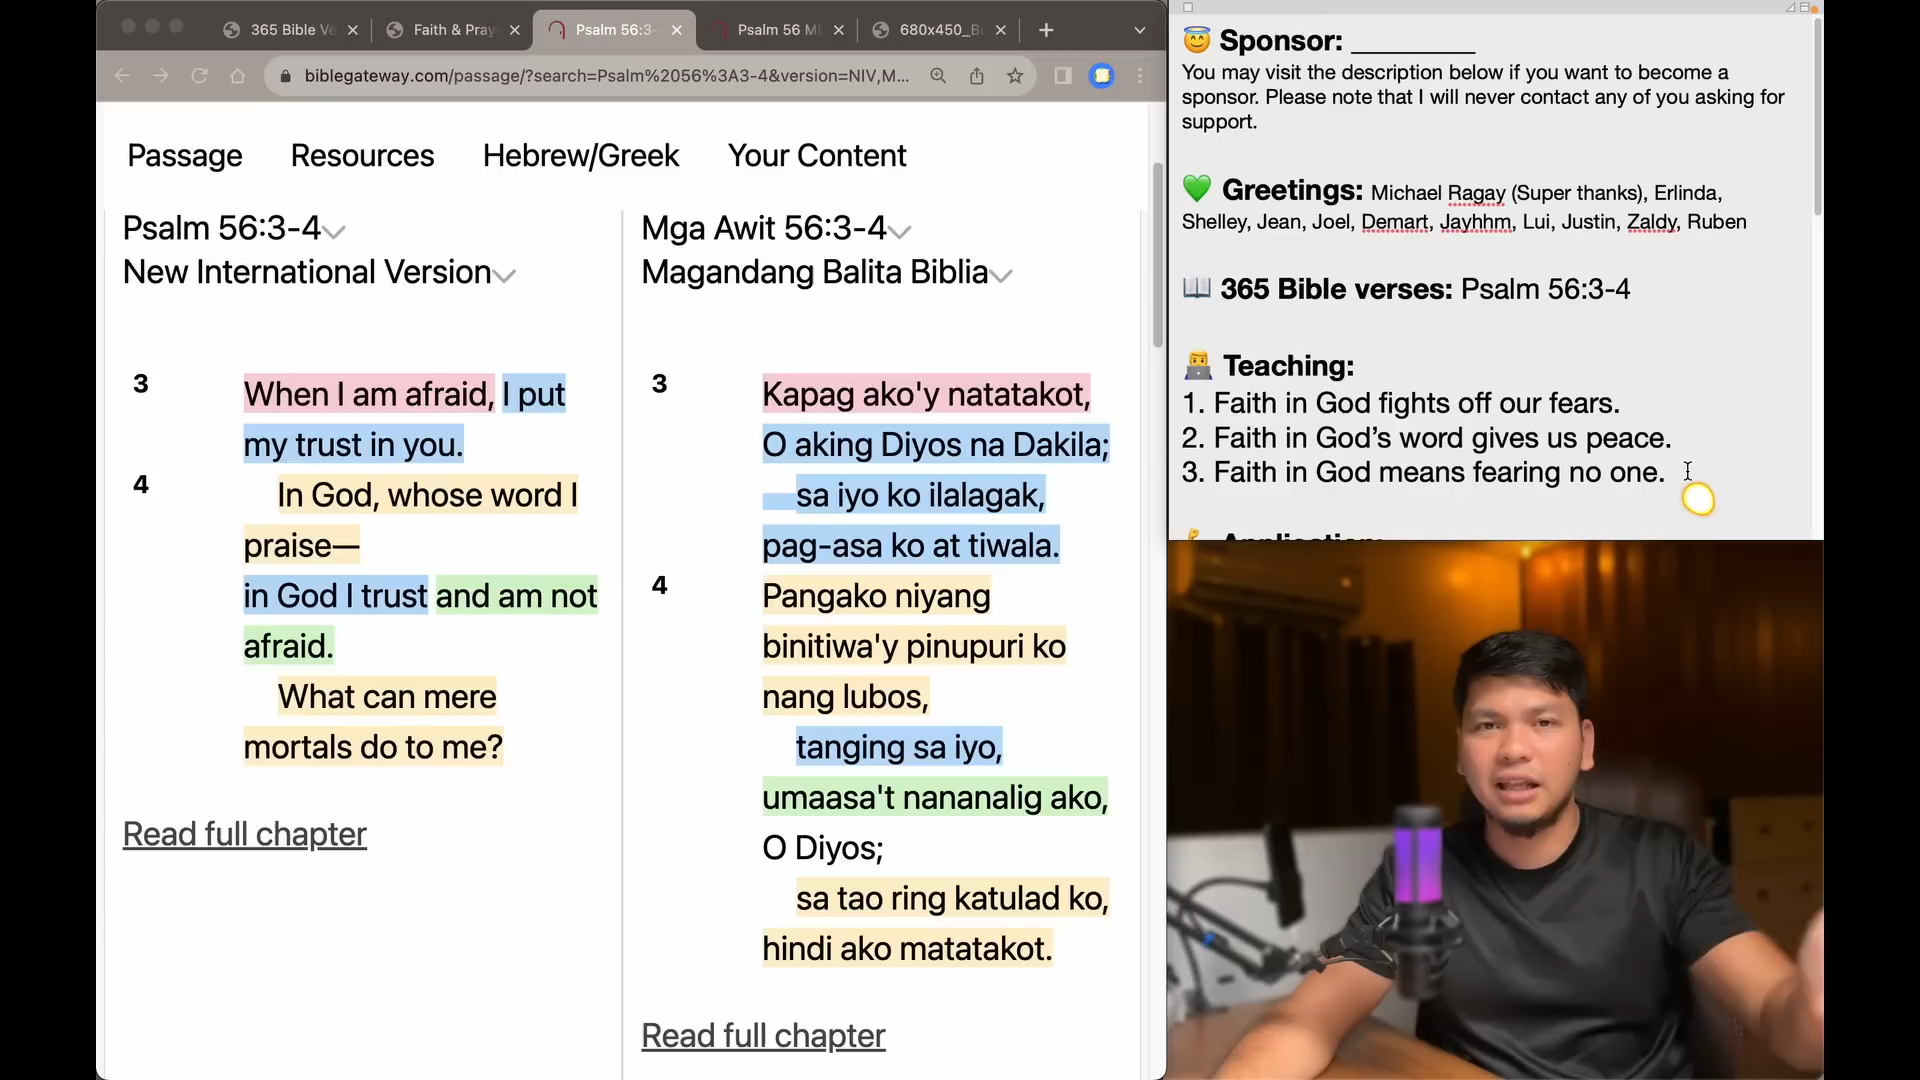 365 Bible Ve
Faith & Pray
Psalm 56:3-
Psalm 56 M
680x450_B
biblegateway.com/passage/?search=Psalm%2056%3A3-4&version=NIV,M...
Passage Resources Hebrew/Greek Your Content
Psalm 56:3-4
New International Version
3 When I am afraid, I put
my trust in you.
4 In God, whose word I
praise—
in God I trust and am not
afraid.
What can mere
mortals do to me?
Read full chapter
Mga Awit 56:3-4
Magandang Balita Biblia
3 Kapag ako'y natatakot,
O aking Diyos na Dakila;
sa iyo ko ilalagak,
pag-asa ko at tiwala.
4 Pangako niyang
binitiwa'y pinupuri ko
nang lubos,
tanging sa iyo,
umaasa't nananalig ako,
O Diyos;
sa tao ring katulad ko,
hindi ako matatakot.
Read full chapter
😇 Sponsor: __________
You may visit the description below if you want to become a
sponsor. Please note that I will never contact any of you asking for
support.
💚 Greetings: Michael Ragay (Super thanks), Erlinda,
Shelley, Jean, Joel, Demart, Jayhhm, Lui, Justin, Zaldy, Ruben
📖 365 Bible verses: Psalm 56:3-4
👨‍💻 Teaching:
1. Faith in God fights off our fears.
2. Faith in God’s word gives us peace.
3. Faith in God means fearing no one.